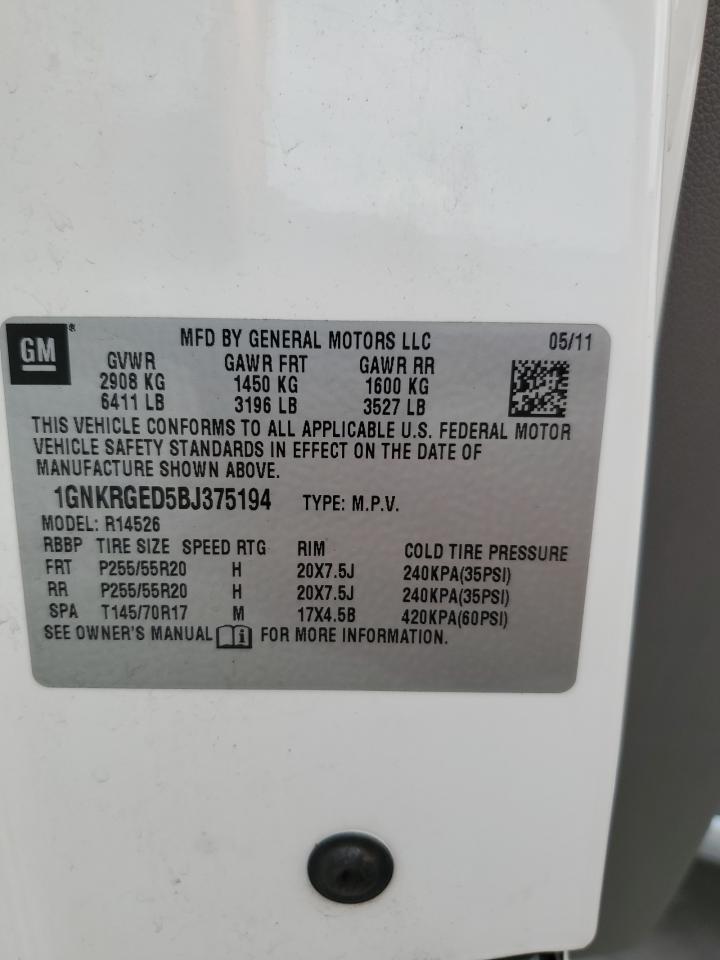 GM ®
MFD BY GENERAL MOTORS LLC 05/11
GVWR GAWR FRT GAWR RR
2908 KG 1450 KG 1600 KG
6411 LB 3196 LB 3527 LB
THIS VEHICLE CONFORMS TO ALL APPLICABLE U.S. FEDERAL MOTOR
VEHICLE SAFETY STANDARDS IN EFFECT ON THE DATE OF
MANUFACTURE SHOWN ABOVE.
1GNKRGED5BJ375194 TYPE: M.P.V.
MODEL: R14526
RBBP TIRE SIZE SPEED RTG RIM COLD TIRE PRESSURE
FRT P255/55R20 H 20X7.5J 240KPA(35PSI)
RR P255/55R20 H 20X7.5J 240KPA(35PSI)
SPA T145/70R17 M 17X4.5B 420KPA(60PSI)
SEE OWNER'S MANUAL i FOR MORE INFORMATION.